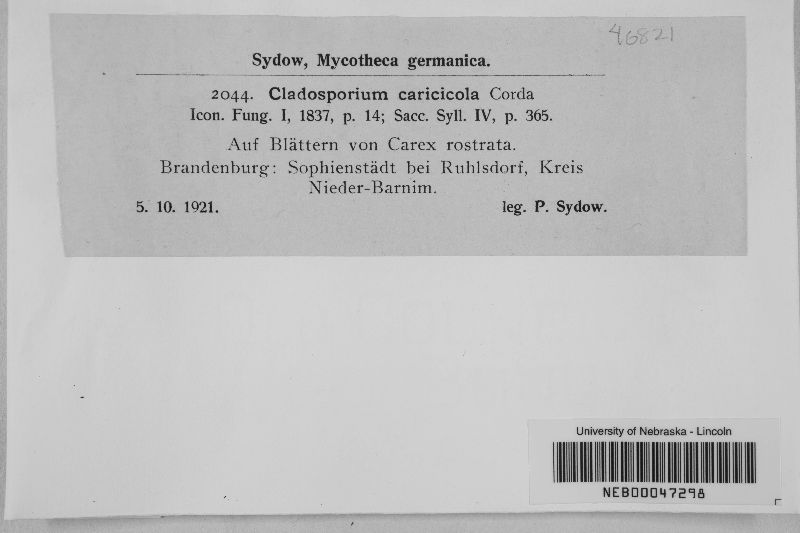 46821
Sydow, Mycotheca germanica.
2044. Cladosporium caricicola Corda
Icon. Fung. I, 1837, p. 14; Sacc. Syll. IV, p. 365.
Auf Blättern von Carex rostrata.
Brandenburg: Sophienstädt bei Ruhlsdorf, Kreis
Nieder-Barnim.
5. 10. 1921. leg. P. Sydow.
University of Nebraska - Lincoln
NEB00047298